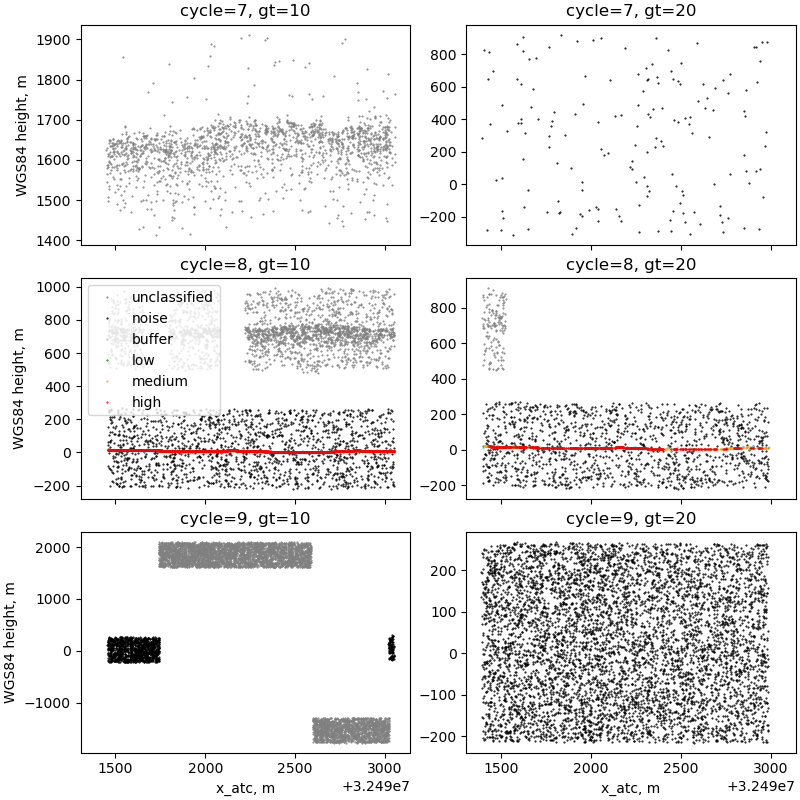 cycle=7, gt=10
cycle=7, gt=20
WGS84 height, m
1900
1800
1700
1600
1500
1400
800
600
400
200
0
−200
cycle=8, gt=10
cycle=8, gt=20
WGS84 height, m
1000
800
600
400
200
0
−200
unclassified
noise
buffer
low
medium
high
800
600
400
200
0
−200
cycle=9, gt=10
cycle=9, gt=20
WGS84 height, m
2000
1000
0
−1000
1500 2000 2500 3000
x_atc, m
+3.249e7
200
100
0
−100
−200
1500 2000 2500 3000
x_atc, m
+3.249e7